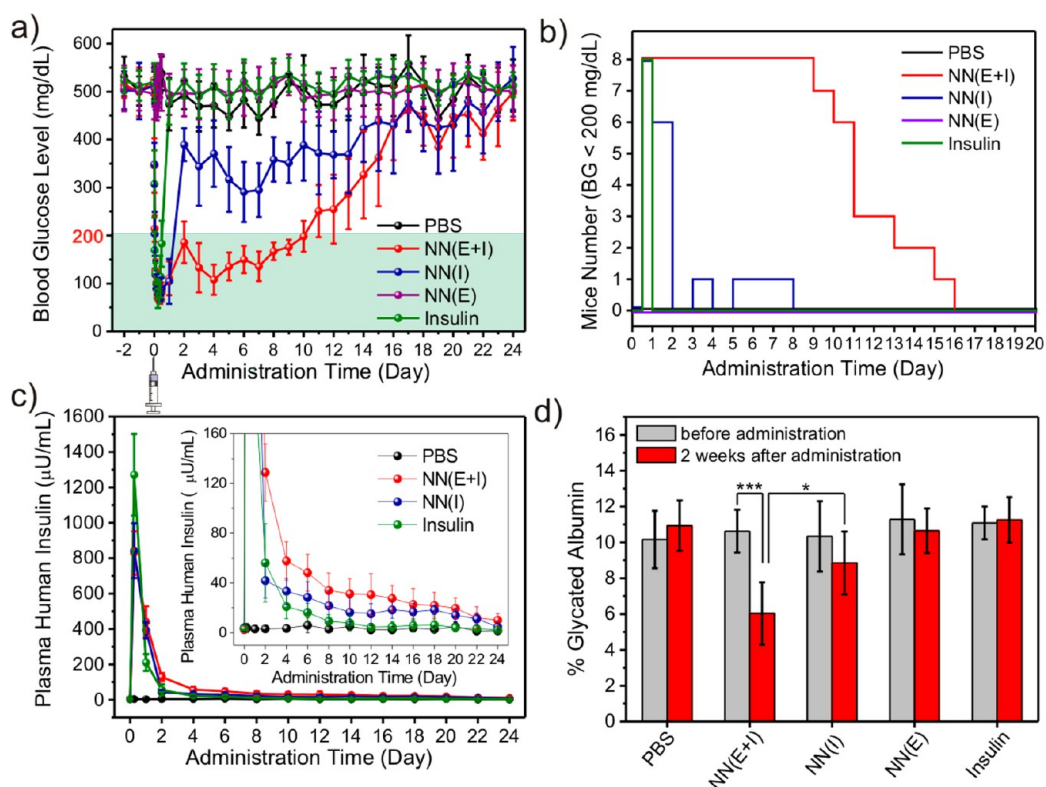 a)
Blood Glucose Level (mg/dL)
600
500
400
300
200
100
0
PBS
NN(E+I)
NN(I)
NN(E)
Insulin
-2 0 2 4 6 8 10 12 14 16 18 20 22 24
Administration Time (Day)
b)
Mice Number (BG < 200 mg/dL)
9
8
7
6
5
4
3
2
1
0
PBS
NN(E+I)
NN(I)
NN(E)
Insulin
0 1 2 3 4 5 6 7 8 9 10 11 12 13 14 15 16 17 18 19 20
Administration Time (Day)
c)
Plasma Human Insulin (μU/mL)
1600
1400
1200
1000
800
600
400
200
0
0 2 4 6 8 10 12 14 16 18 20 22 24
Administration Time (Day)
Plasma Human Insulin ( μU/mL)
160
120
80
40
0
PBS
NN(E+I)
NN(I)
Insulin
0 2 4 6 8 10 12 14 16 18 20 22 24
Administration Time (Day)
d)
% Glycated Albumin
16
14
12
10
8
6
4
2
0
before administration
2 weeks after administration
*** *
PBS
NN(E+I)
NN(I)
NN(E)
Insulin